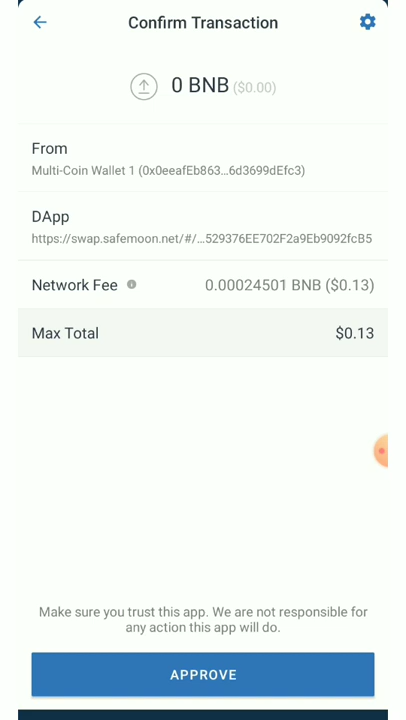 Confirm Transaction
0 BNB ($0.00)
From
Multi-Coin Wallet 1 (0x0eeafEb863...6d3699dEfc3)
DApp
https://swap.safemoon.net/#/...529376EE702F2a9Eb9092fcB5
Network Fee 0.00024501 BNB ($0.13)
Max Total $0.13
Make sure you trust this app. We are not responsible for
any action this app will do.
APPROVE